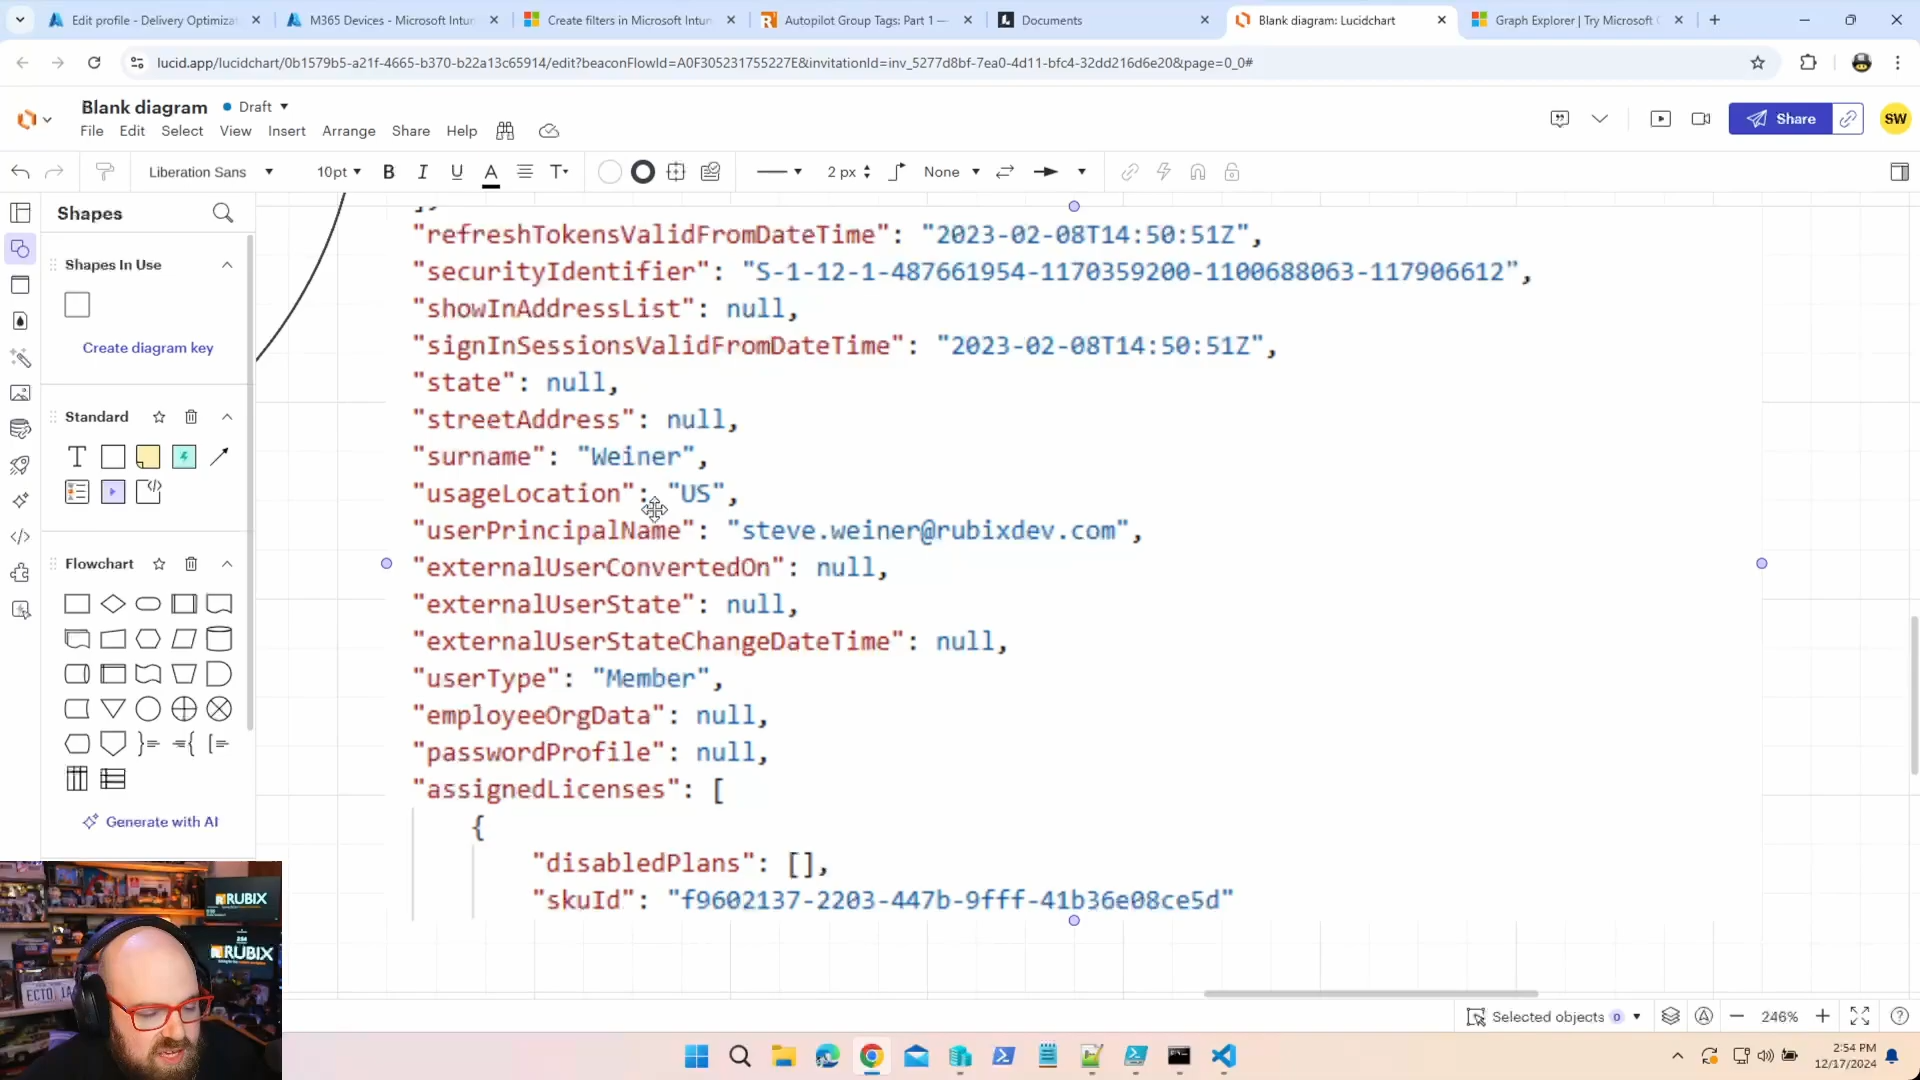 Edit profile - Delivery Optimiza
M365 Devices - Microsoft Intun
Create filters in Microsoft Intun
Autopilot Group Tags: Part 1 —
Documents
Blank diagram: Lucidchart
Graph Explorer | Try Microsoft
lucid.app/lucidchart/0b1579b5-a21f-4665-b370-b22a13c65914/edit?beaconFlowId=A0F305231755227E&invitationId=inv_5277d8bf-7ea0-4d11-bfc4-32dd216d6e20&page=0_0#
Blank diagram
Draft
File Edit Select View Insert Arrange Share Help
Share
SW
Liberation Sans
10pt
B I U A
2 px
None
Shapes
Shapes In Use
Create diagram key
Standard
Flowchart
Generate with AI
"refreshTokensValidFromDateTime": "2023-02-08T14:50:51Z",
"securityIdentifier": "S-1-12-1-487661954-1170359200-1100688063-117906612",
"showInAddressList": null,
"signInSessionsValidFromDateTime": "2023-02-08T14:50:51Z",
"state": null,
"streetAddress": null,
"surname": "Weiner",
"usageLocation": "US",
"userPrincipalName": "steve.weiner@rubixdev.com",
"externalUserConvertedOn": null,
"externalUserState": null,
"externalUserStateChangeDateTime": null,
"userType": "Member",
"employeeOrgData": null,
"passwordProfile": null,
"assignedLicenses": [
{
"disabledPlans": [],
"skuId": "f9602137-2203-447b-9fff-41b36e08ce5d"
RUBIX
RUBIX
ECTO 1A
Selected objects 0
246%
2:54 PM
12/17/2024